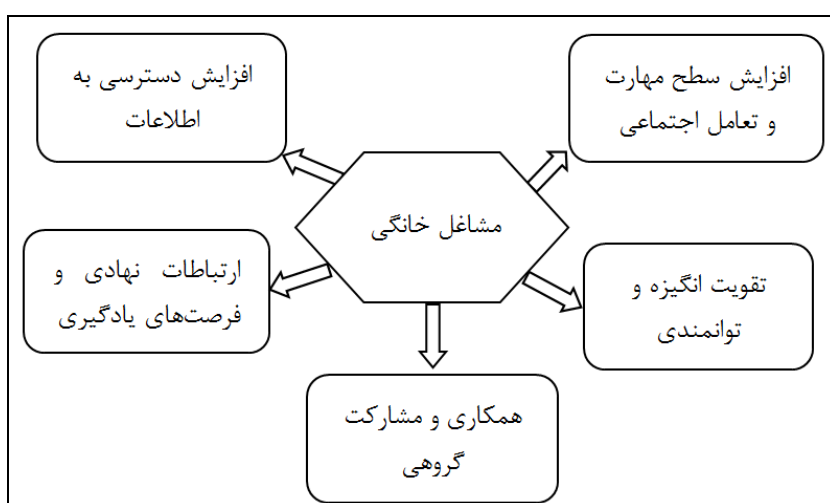 افزایش سطح مهارت
و تعامل اجتماعی
افزایش دسترسی به
اطلاعات
مشاغل خانگی
تقویت انگیزه و
توانمندی
ارتباطات نهادی و
فرصت‌های یادگیری
همکاری و مشارکت
گروهی